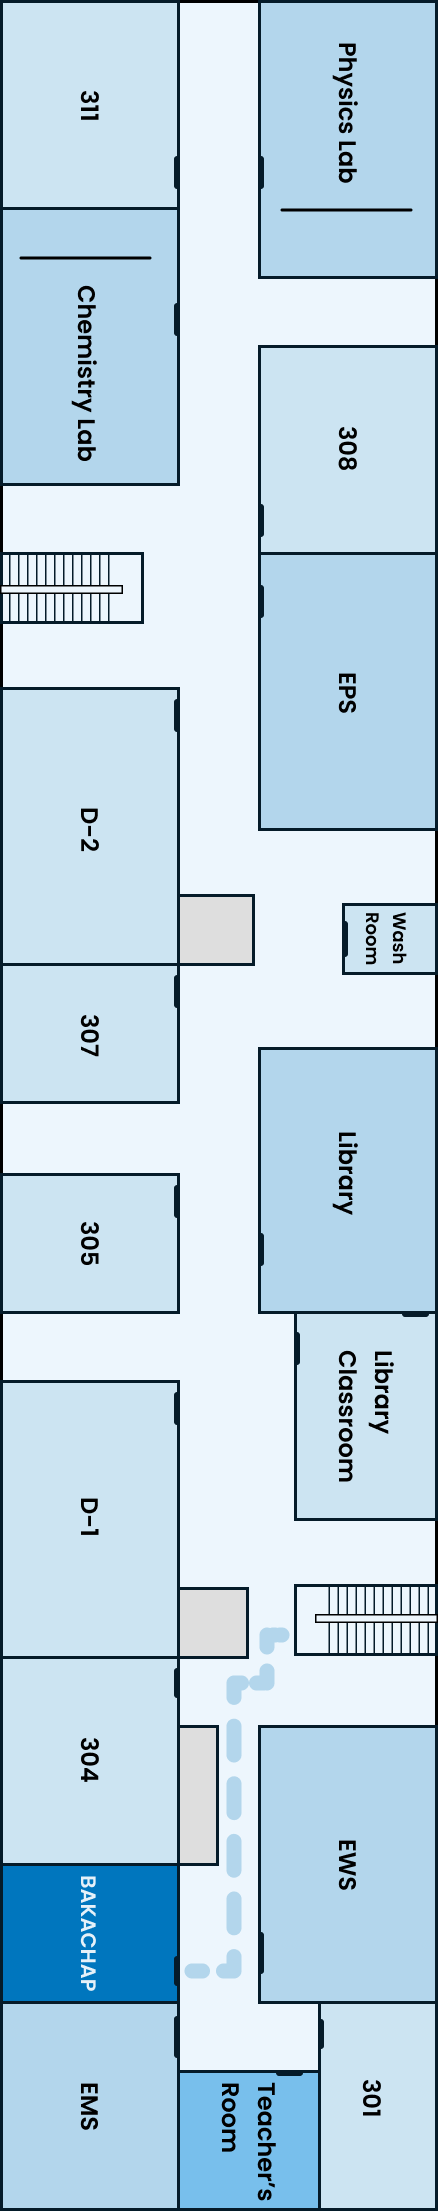 311
Physics Lab
Chemistry Lab
308
EPS
D-2
Wash
Room
307
Library
305
Library
Classroom
D-1
304
EWS
BAKACHAP
EMS
Teacher's
Room
301